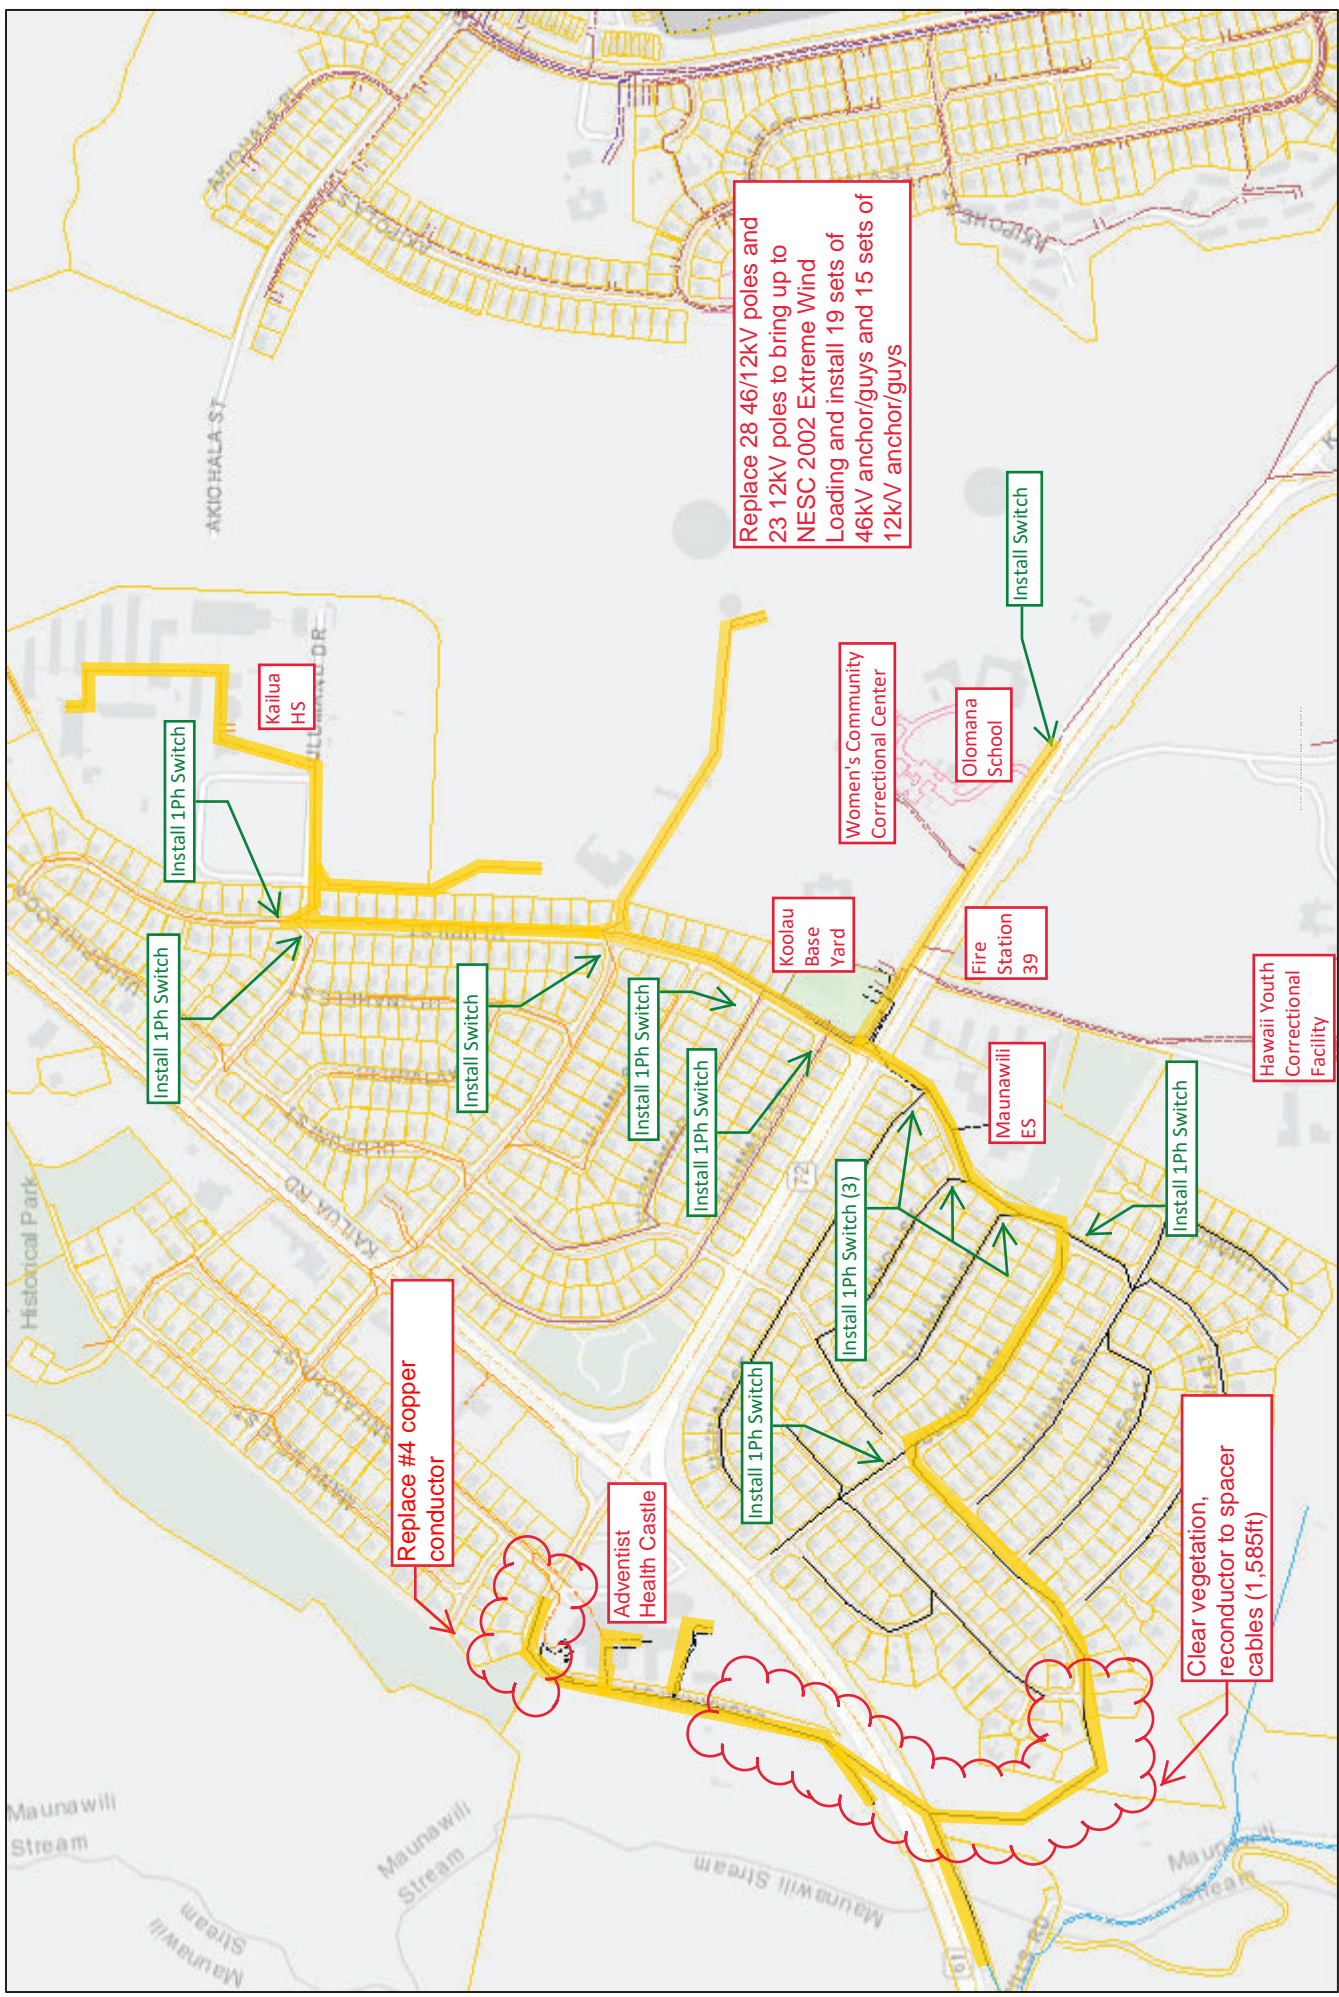 Replace 28 46/12kV poles and
23 12kV poles to bring up to
NESC 2002 Extreme Wind
Loading and install 19 sets of
46kV anchor/guys and 15 sets of
12k/V anchor/guys
Kailua
HS
Install 1Ph Switch
Install 1Ph Switch
Install Switch
Install 1Ph Switch
Install 1Ph Switch
Koolau
Base
Yard
Women's Community
Correctional Center
Olomana
School
Install Switch
Fire
Station
39
Hawaii Youth
Correctional
Facility
Maunawili
ES
Install 1Ph Switch
Install 1Ph Switch (3)
Install 1Ph Switch
Replace #4 copper
conductor
Adventist
Health Castle
Clear vegetation,
reconductor to spacer
cables (1,585ft)
AKIOHALA ST
AKIOHALA
KAILUA RD
Historical Park
72
61
Maunawili
Stream
Maunawili
Stream
Maunawili
Stream
Maunawili Stream
Stream